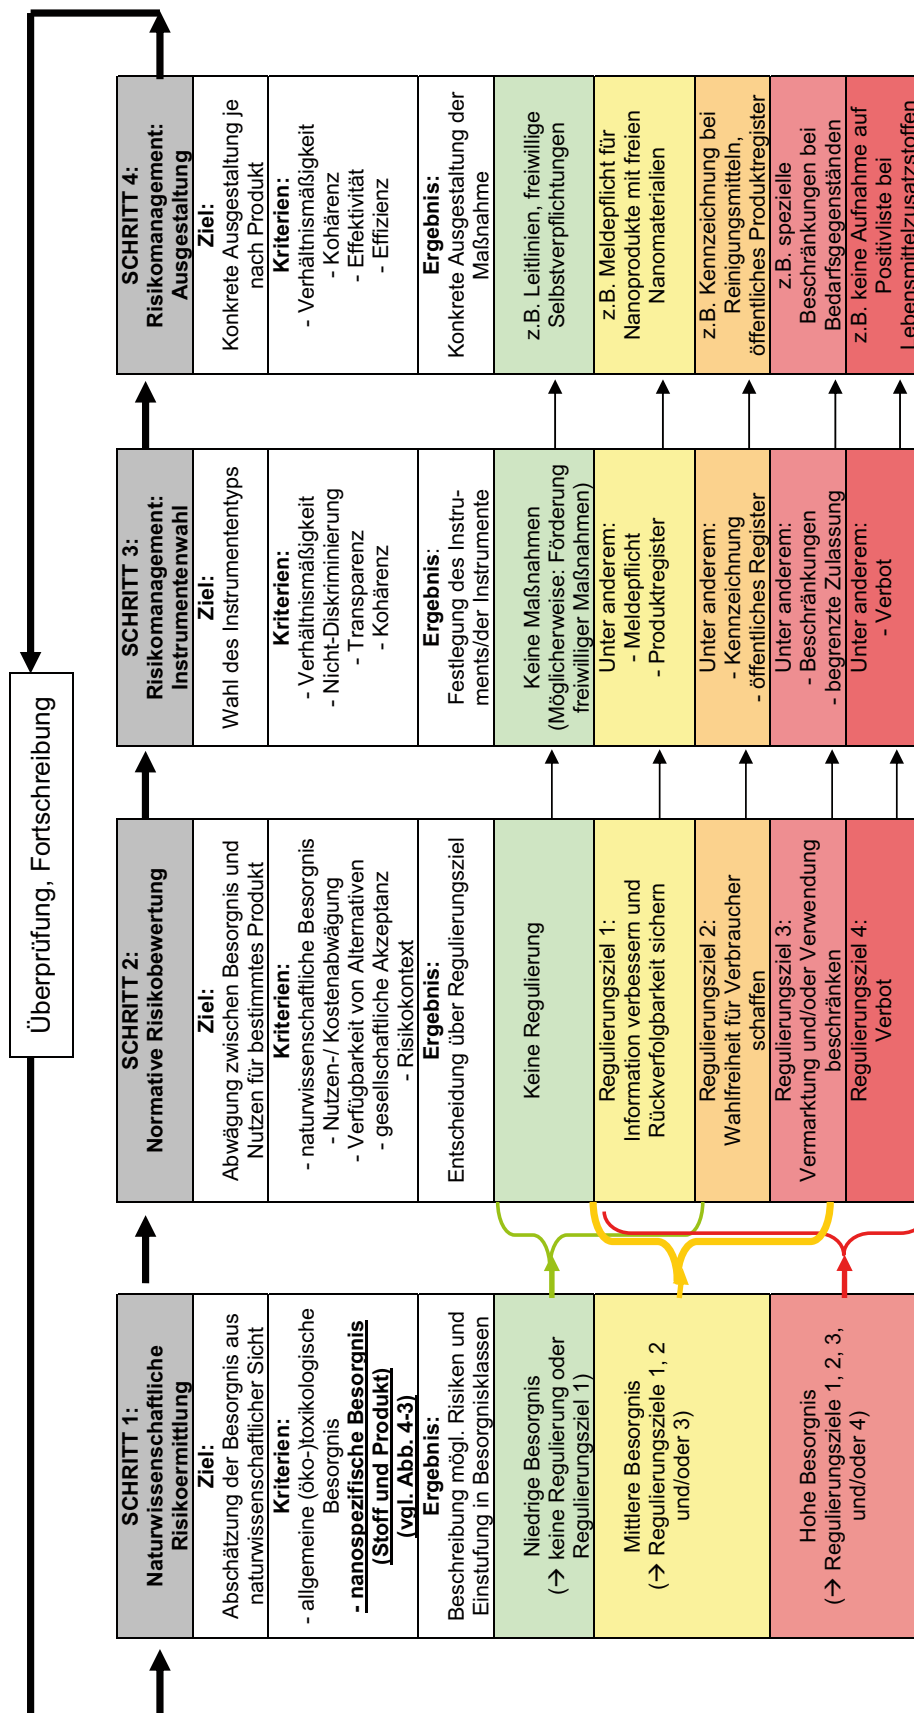 Überprüfung, Fortschreibung
SCHRITT 1:
Naturwissenschaftliche
Risikoermittlung
Ziel:
Abschätzung der Besorgnis aus
naturwissenschaftlicher Sicht
Kriterien:
- allgemeine (öko-)toxikologische
Besorgnis
- nanospezifische Besorgnis
(Stoff und Produkt)
(vgl. Abb. 4-3)
Ergebnis:
Beschreibung mögl. Risiken und
Einstufung in Besorgnisklassen
Niedrige Besorgnis
(→ keine Regulierung oder
Regulierungsziel 1)
Mittlere Besorgnis
(→ Regulierungsziele 1, 2
und/oder 3)
Hohe Besorgnis
(→ Regulierungsziele 1, 2, 3,
und/oder 4)
SCHRITT 2:
Normative Risikobewertung
Ziel:
Abwägung zwischen Besorgnis und
Nutzen für bestimmtes Produkt
Kriterien:
- naturwissenschaftliche Besorgnis
- Nutzen-/ Kostenabwägung
- Verfügbarkeit von Alternativen
- gesellschaftliche Akzeptanz
- Risikokontext
Ergebnis:
Entscheidung über Regulierungsziel
Keine Regulierung
Regulierungsziel 1:
Information verbessern und
Rückverfolgbarkeit sichern
Regulierungsziel 2:
Wahlfreiheit für Verbraucher
schaffen
Regulierungsziel 3:
Vermarktung und/oder Verwendung
beschränken
Regulierungsziel 4:
Verbot
SCHRITT 3:
Risikomanagement:
Instrumentenwahl
Ziel:
Wahl des Instrumententyps
Kriterien:
- Verhältnismäßigkeit
- Nicht-Diskriminierung
- Transparenz
- Kohärenz
Ergebnis:
Festlegung des Instru-
ments/der Instrumente
Keine Maßnahmen
(Möglicherweise: Förderung
freiwilliger Maßnahmen)
Unter anderem:
- Meldepflicht
- Produktregister
Unter anderem:
- Kennzeichnung
- öffentliches Register
Unter anderem:
- Beschränkungen
- begrenzte Zulassung
Unter anderem:
- Verbot
SCHRITT 4:
Risikomanagement:
Ausgestaltung
Ziel:
Konkrete Ausgestaltung je
nach Produkt
Kriterien:
- Verhältnismäßigkeit
- Kohärenz
- Effektivität
- Effizienz
Ergebnis:
Konkrete Ausgestaltung der
Maßnahme
z.B. Leitlinien, freiwillige
Selbstverpflichtungen
z.B. Meldepflicht für
Nanoprodukte mit freien
Nanomaterialien
z.B. Kennzeichnung bei
Reinigungsmitteln,
öffentliches Produktregister
z.B. spezielle
Beschränkungen bei
Bedarfsgegenständen
z.B. keine Aufnahme auf
Positivliste bei
Lebensmittelzusatzstoffen